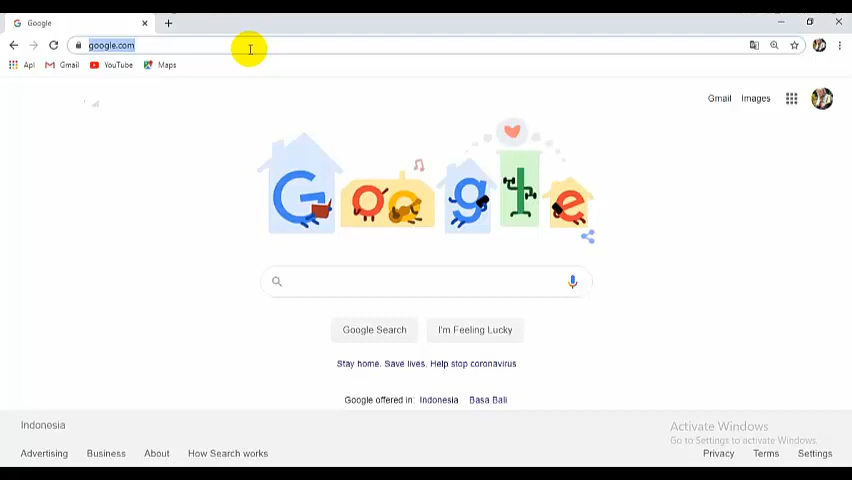 Google
google.com
Apl Gmail YouTube Maps
Gmail Images
Google
Google Search I'm Feeling Lucky
Stay home. Save lives. Help stop coronavirus
Google offered in: Indonesia Basa Bali
Indonesia
Activate Windows
Go to Settings to activate Windows.
Advertising Business About How Search works Privacy Terms Settings